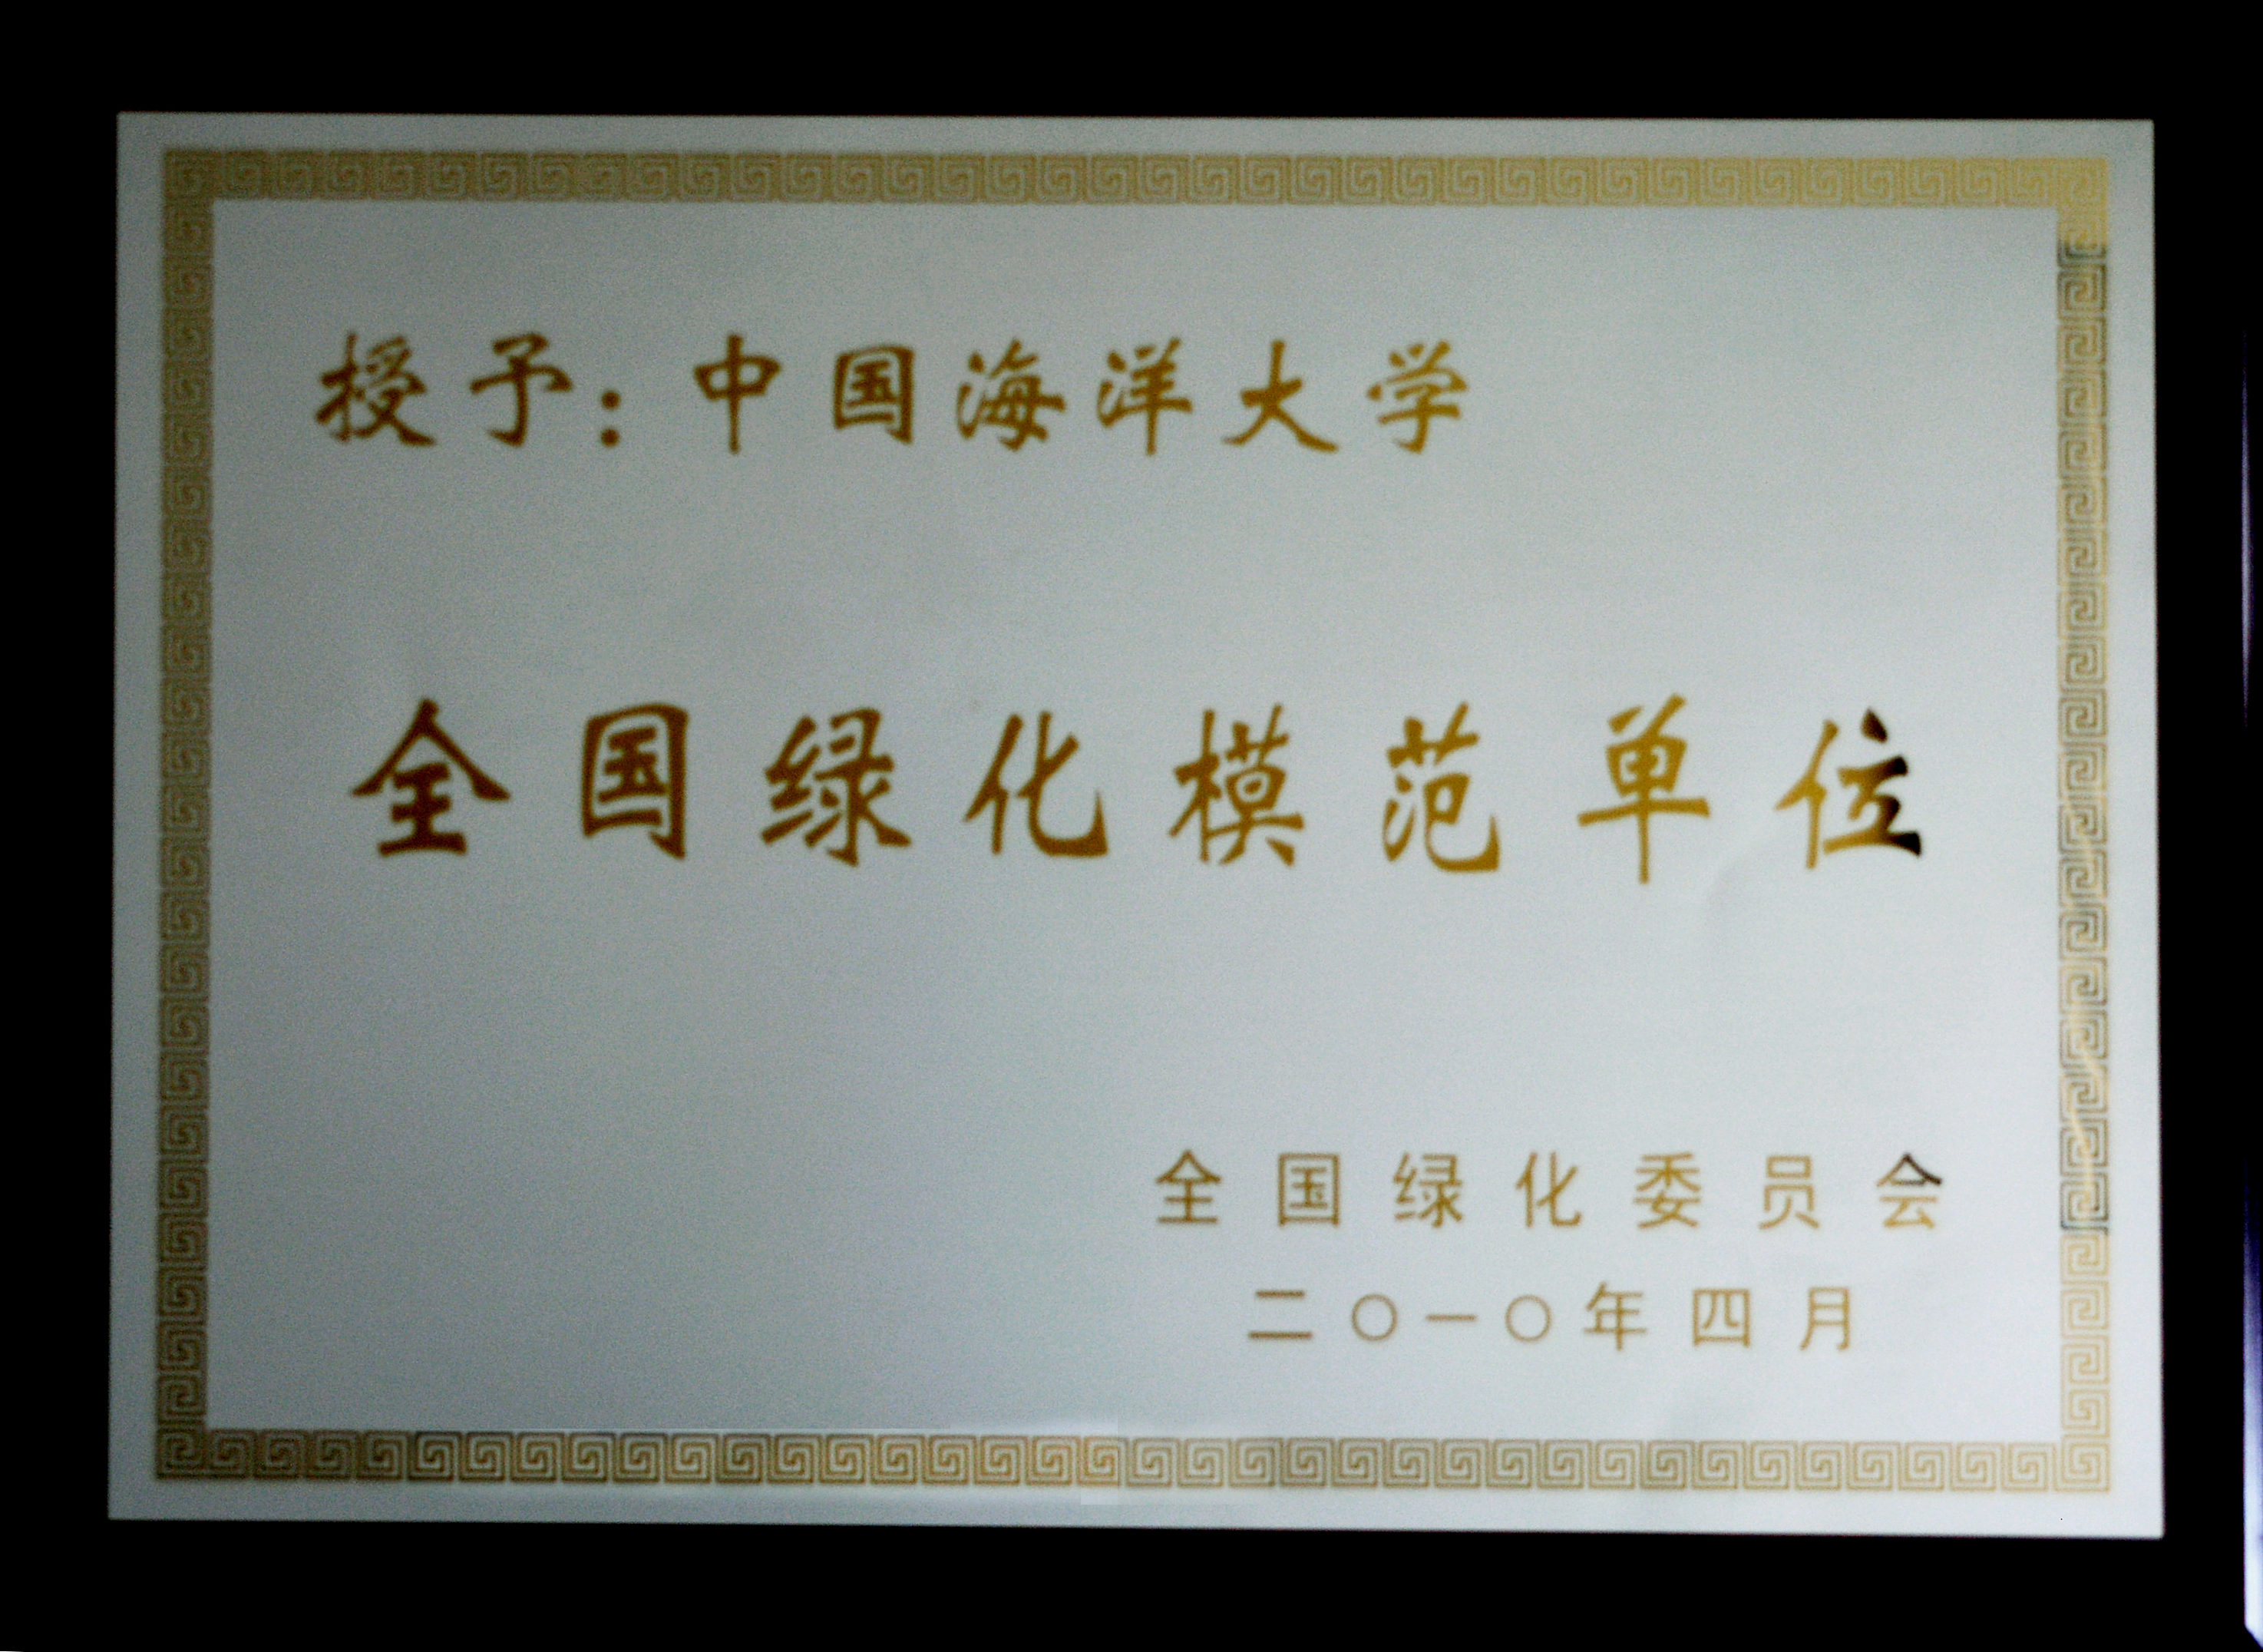 授予：中国海洋大学
全国绿化模范单位
全国绿化委员会
二〇一〇年四月